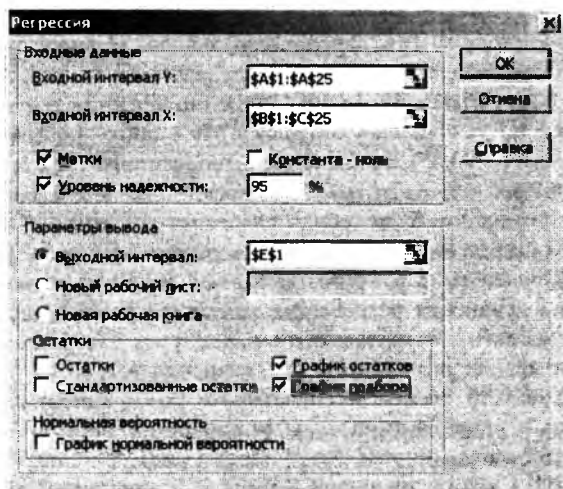 Регрессия
Входные данные
Входной интервал Y: $A$1:$A$25
Входной интервал X: $B$1:$C$25
Метки Константа - ноль
Уровень надежности: 95 %
OK
Отмена
Справка
Параметры вывода
Выходной интервал: $E$1
Новый рабочий лист:
Новая рабочая книга
Остатки
Остатки График остатков
Стандартизованные остатки График подбора
Нормальная вероятность
График нормальной вероятности